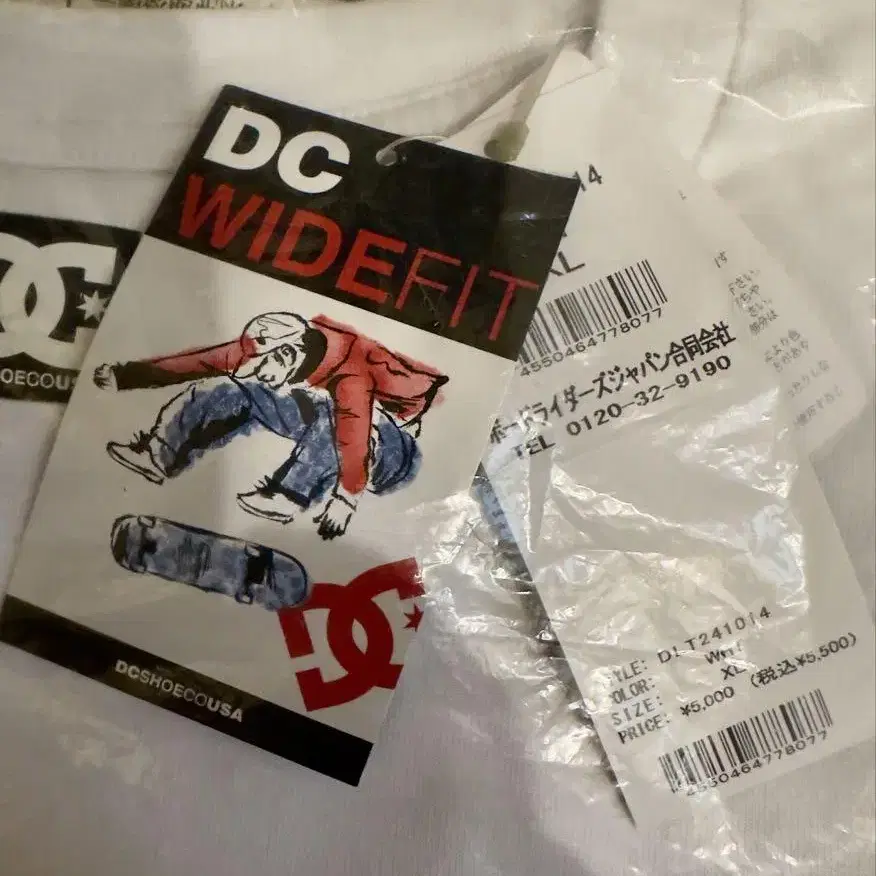 DC
WIDEFIT
DCSHOECOUSA
SHOECOUS
14
XL
4550464778077
ボードライダーズジャパン合同会社
TEL 0120-32-9190
STYLE: DLT241014
COLOR: WHT
SIZE: XL
PRICE: ¥5,000 (税込¥5,500)
4550464778077